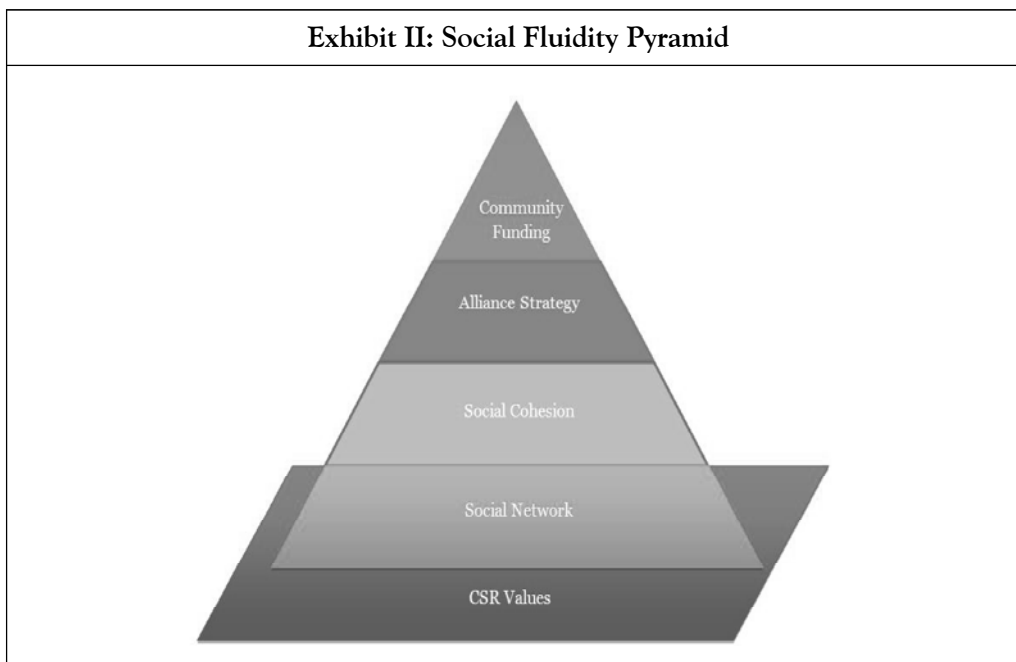 Exhibit II: Social Fluidity Pyramid
Community
Funding
Alliance Strategy
Social Cohesion
Social Network
CSR Values